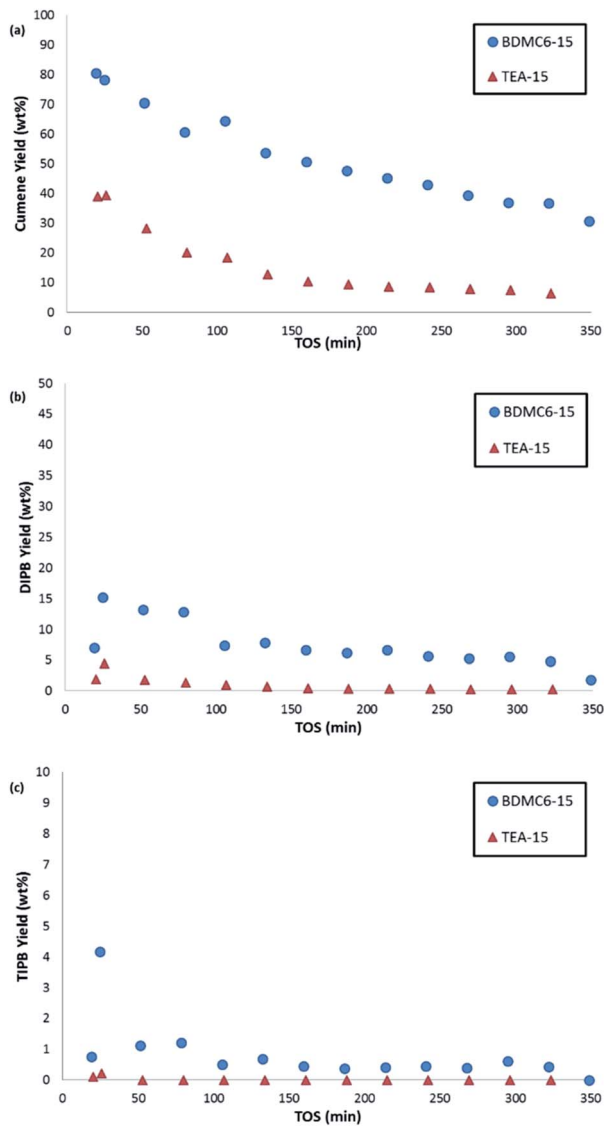 (a)
100
90
80
70
60
50
40
30
20
10
0
Cumene Yield (wt%)
BDMC6-15
TEA-15
0 50 100 150 200 250 300 350
TOS (min)
(b)
50
45
40
35
30
25
20
15
10
5
0
DIPB Yield (wt%)
BDMC6-15
TEA-15
0 50 100 150 200 250 300 350
TOS (min)
(c)
10
9
8
7
6
5
4
3
2
1
0
TIPB Yield (wt%)
BDMC6-15
TEA-15
0 50 100 150 200 250 300 350
TOS (min)